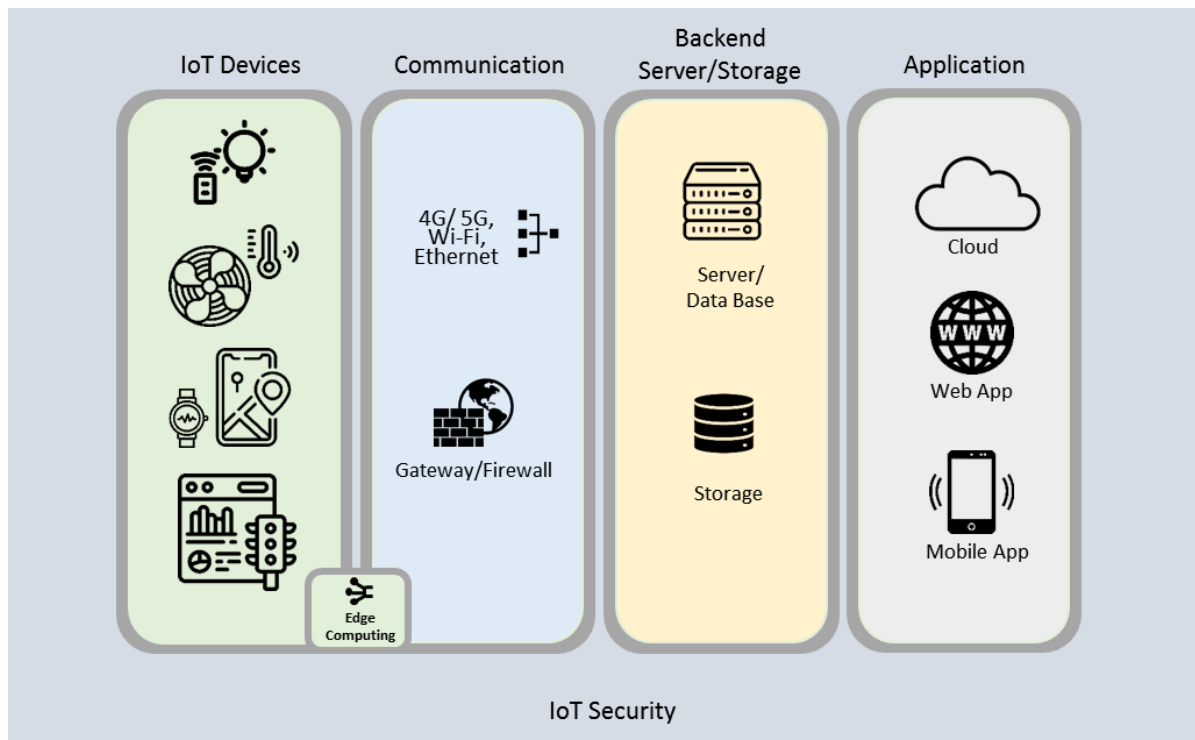 IoT Devices
Communication
Backend
Server/Storage
Application
4G/ 5G,
Wi-Fi,
Ethernet
Gateway/Firewall
Edge
Computing
Server/
Data Base
Storage
Cloud
WWW
Web App
Mobile App
IoT Security